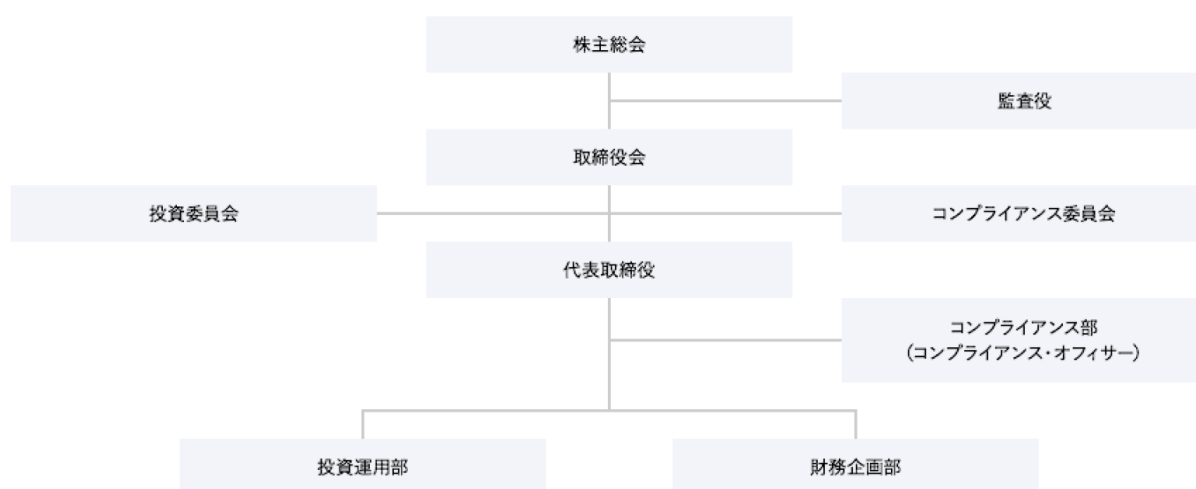 株主総会
監査役
取締役会
投資委員会
コンプライアンス委員会
代表取締役
コンプライアンス部
(コンプライアンス・オフィサー)
投資運用部
財務企画部